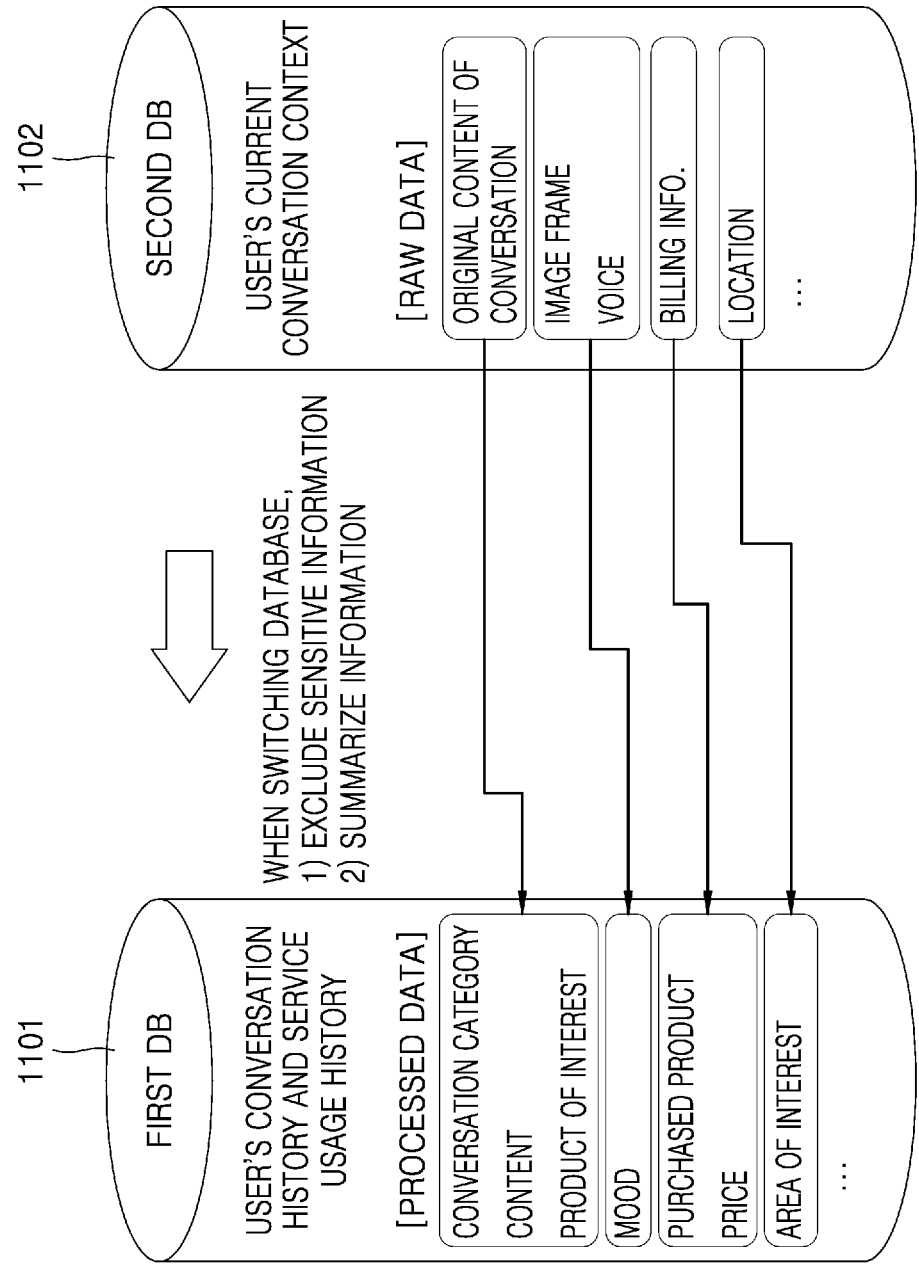 1101
FIRST DB
USER'S CONVERSATION
HISTORY AND SERVICE
USAGE HISTORY
[PROCESSED DATA]
CONVERSATION CATEGORY
CONTENT
PRODUCT OF INTEREST
MOOD
PURCHASED PRODUCT
PRICE
AREA OF INTEREST
...
WHEN SWITCHING DATABASE,
1) EXCLUDE SENSITIVE INFORMATION
2) SUMMARIZE INFORMATION
1102
SECOND DB
USER'S CURRENT
CONVERSATION CONTEXT
[RAW DATA]
ORIGINAL CONTENT OF
CONVERSATION
IMAGE FRAME
VOICE
BILLING INFO.
LOCATION
...